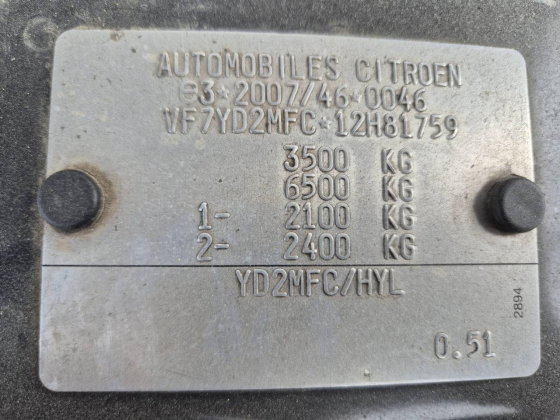 AUTOMOBILES CITROEN
e3*2007/46*0046
VF7YD2MFC*12H81759
3500 KG
6500 KG
1- 2100 KG
2- 2400 KG
YD2MFC/HYL
2894
0.51